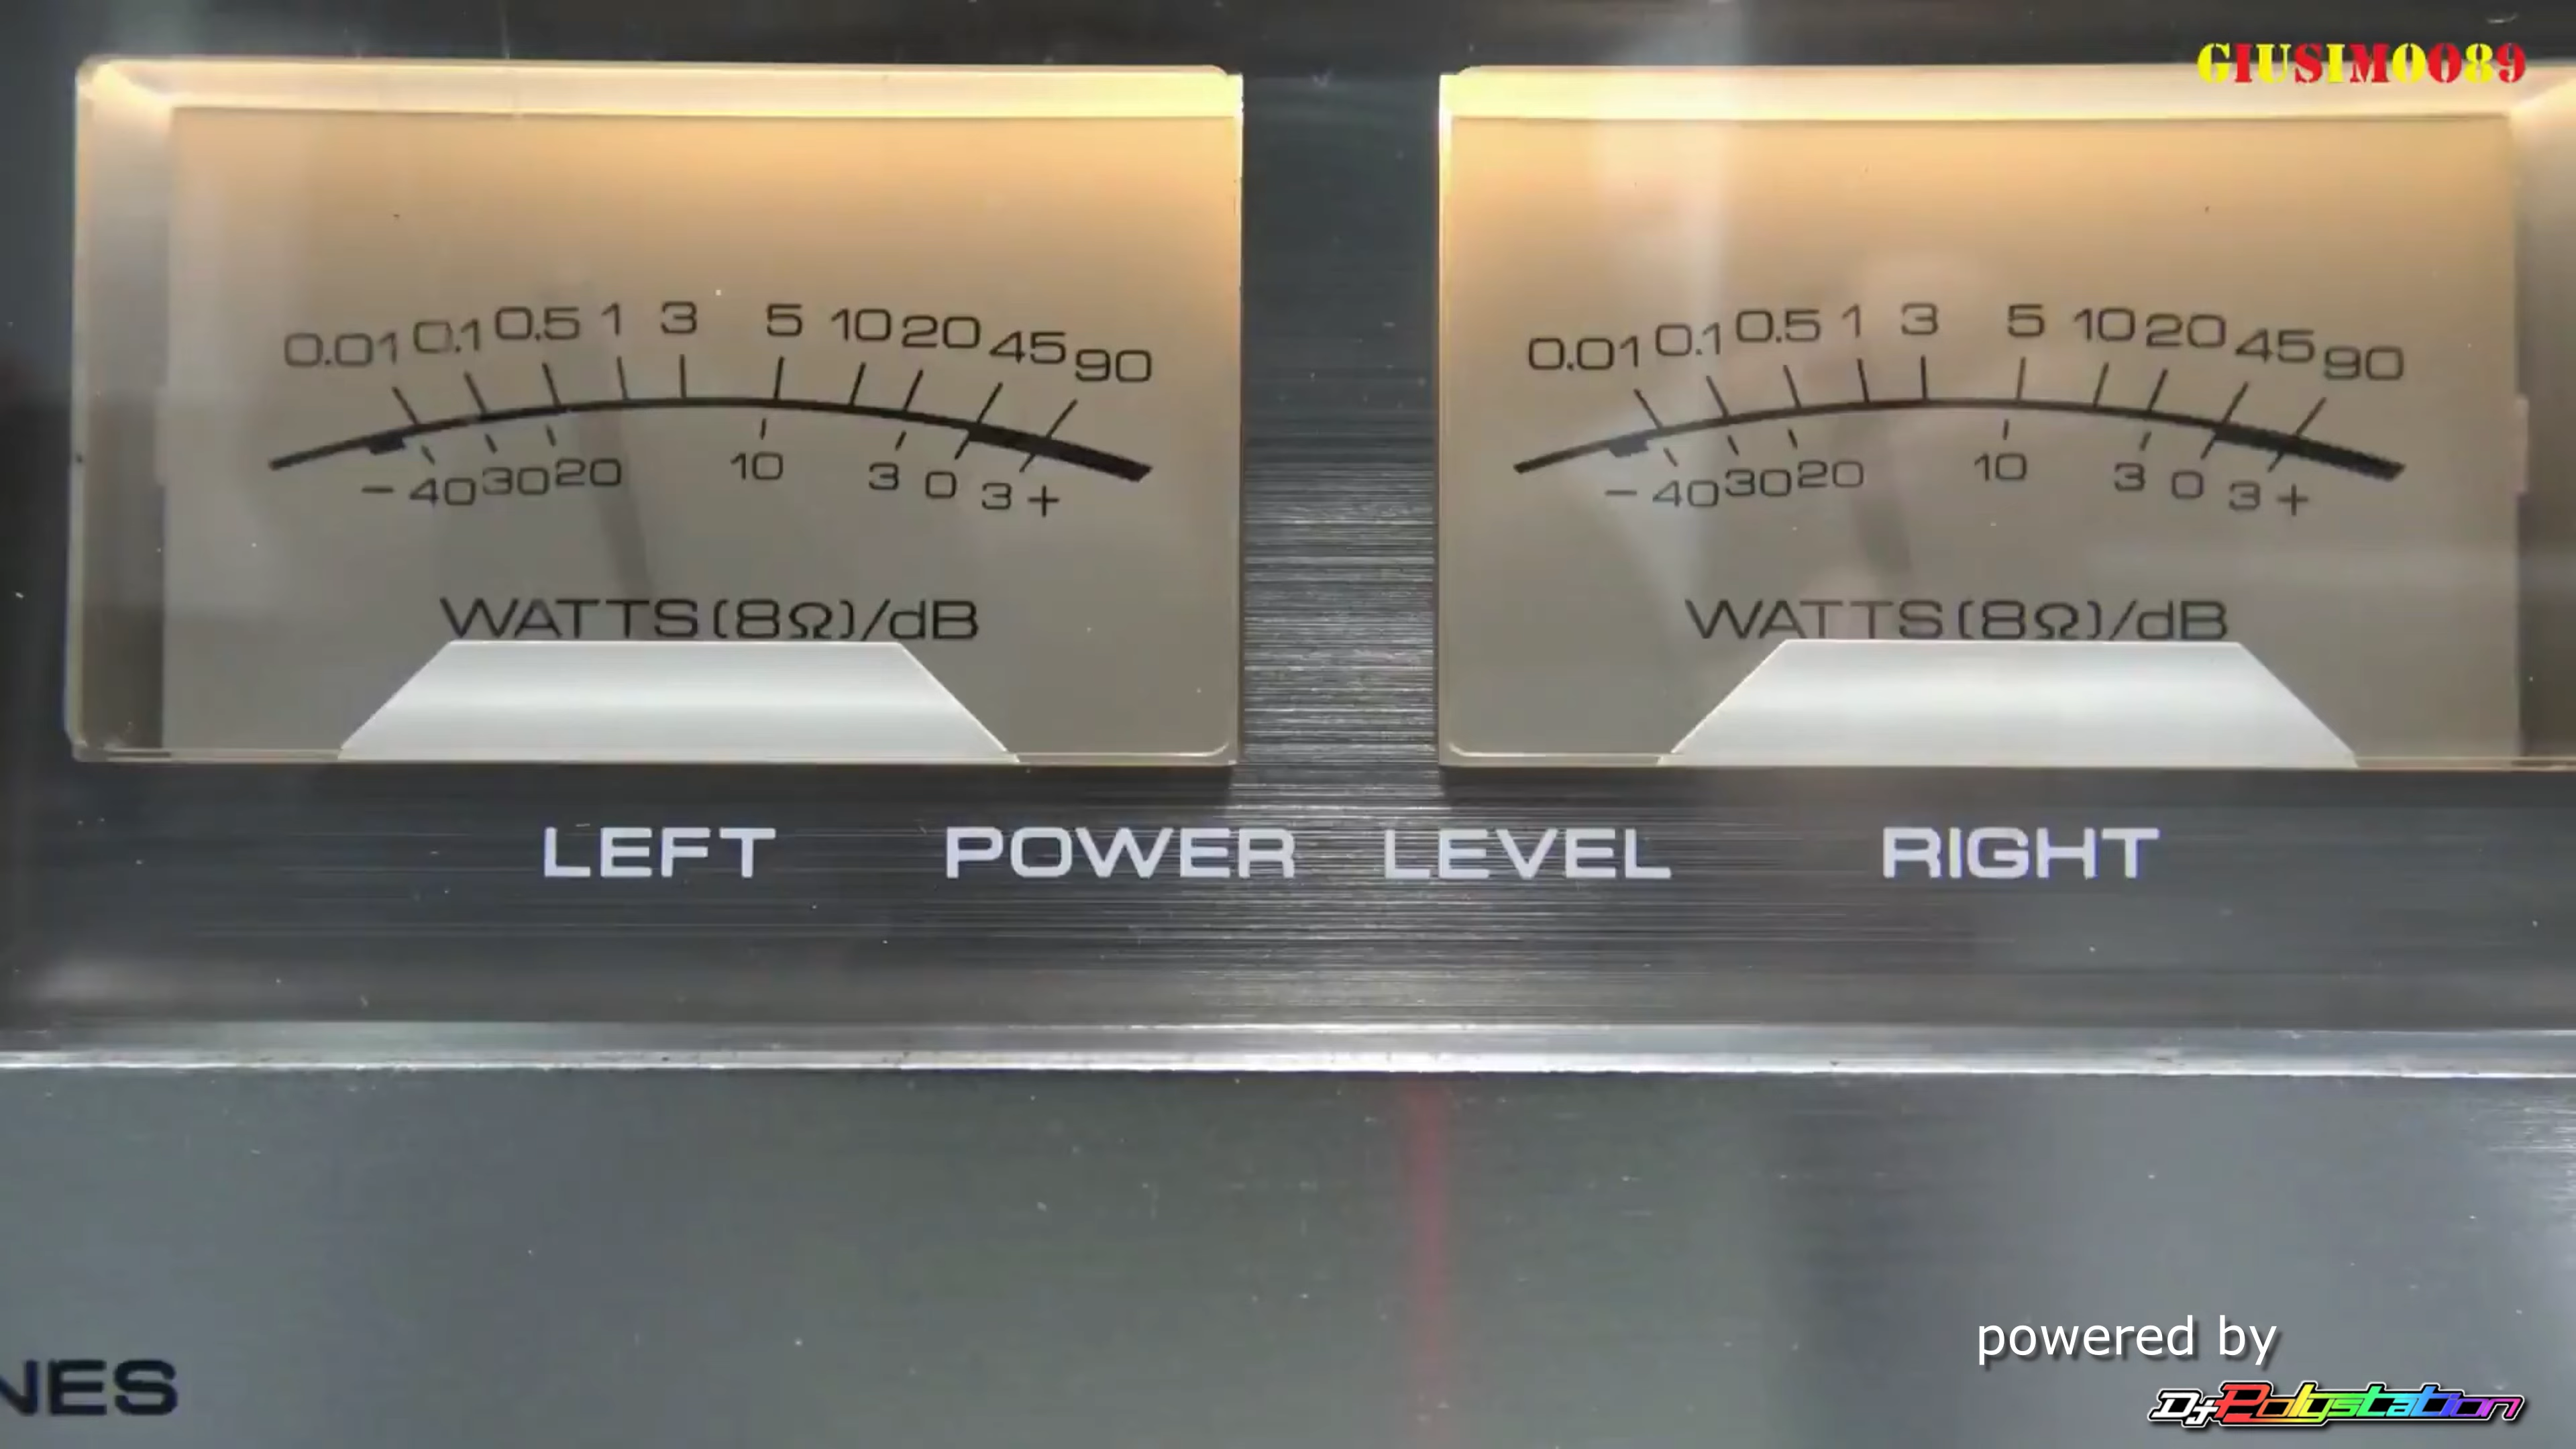 GIUSIMO089
0.01 0.1 0.5 1 3 5 10 20 45 90
- 40 30 20 10 3 0 3 +
WATTS (8Ω)/dB
0.01 0.1 0.5 1 3 5 10 20 45 90
- 40 30 20 10 3 0 3 +
WATTS (8Ω)/dB
LEFT POWER LEVEL RIGHT
NES
powered by
DjPolystation